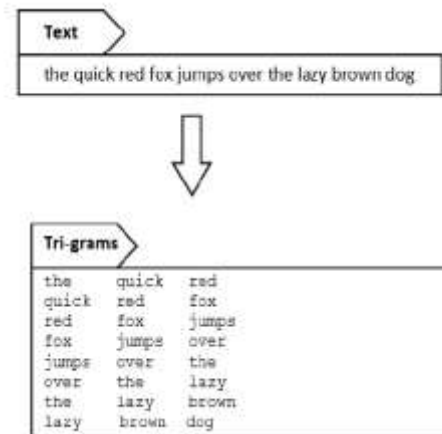 Text
the quick red fox jumps over the lazy brown dog
Tri-grams
the quick red
quick red fox
red fox jumps
fox jumps over
jumps over the
over the lazy
the lazy brown
lazy brown dog